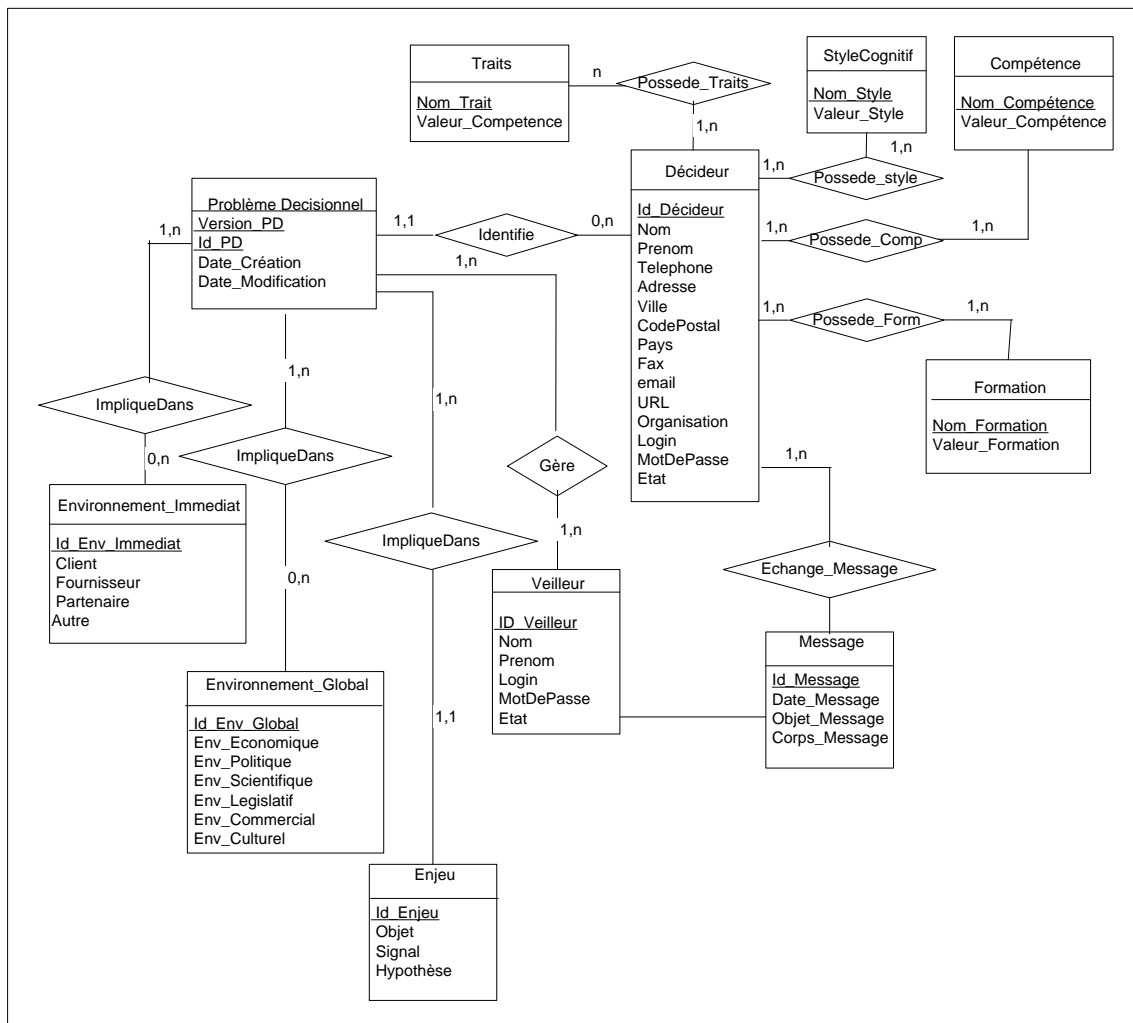 Traits
Nom_Trait
Valeur_Competence
n
Possede_Traits
1,n
StyleCognitif
Nom_Style
Valeur_Style
1,n
Compétence
Nom_Compétence
Valeur_Compétence
1,n
Possede_style
1,n
Possede_Comp
1,n
Décideur
Id_Décideur
Nom
Prenom
Telephone
Adresse
Ville
CodePostal
Pays
Fax
email
URL
Organisation
Login
MotDePasse
Etat
1,n
Possede_Form
1,n
Formation
Nom_Formation
Valeur_Formation
Problème Decisionnel
Version_PD
Id_PD
Date_Création
Date_Modification
1,1
Identifie
0,n
1,n
1,n
ImpliqueDans
0,n
Environnement_Immediat
Id_Env_Immediat
Client
Fournisseur
Partenaire
Autre
1,n
ImpliqueDans
0,n
Environnement_Global
Id_Env_Global
Env_Economique
Env_Politique
Env_Scientifique
Env_Legislatif
Env_Commercial
Env_Culturel
1,n
ImpliqueDans
1,1
Enjeu
Id_Enjeu
Objet
Signal
Hypothèse
Gère
1,n
Veilleur
ID_Veilleur
Nom
Prenom
Login
MotDePasse
Etat
1,n
Echange_Message
Message
Id_Message
Date_Message
Objet_Message
Corps_Message